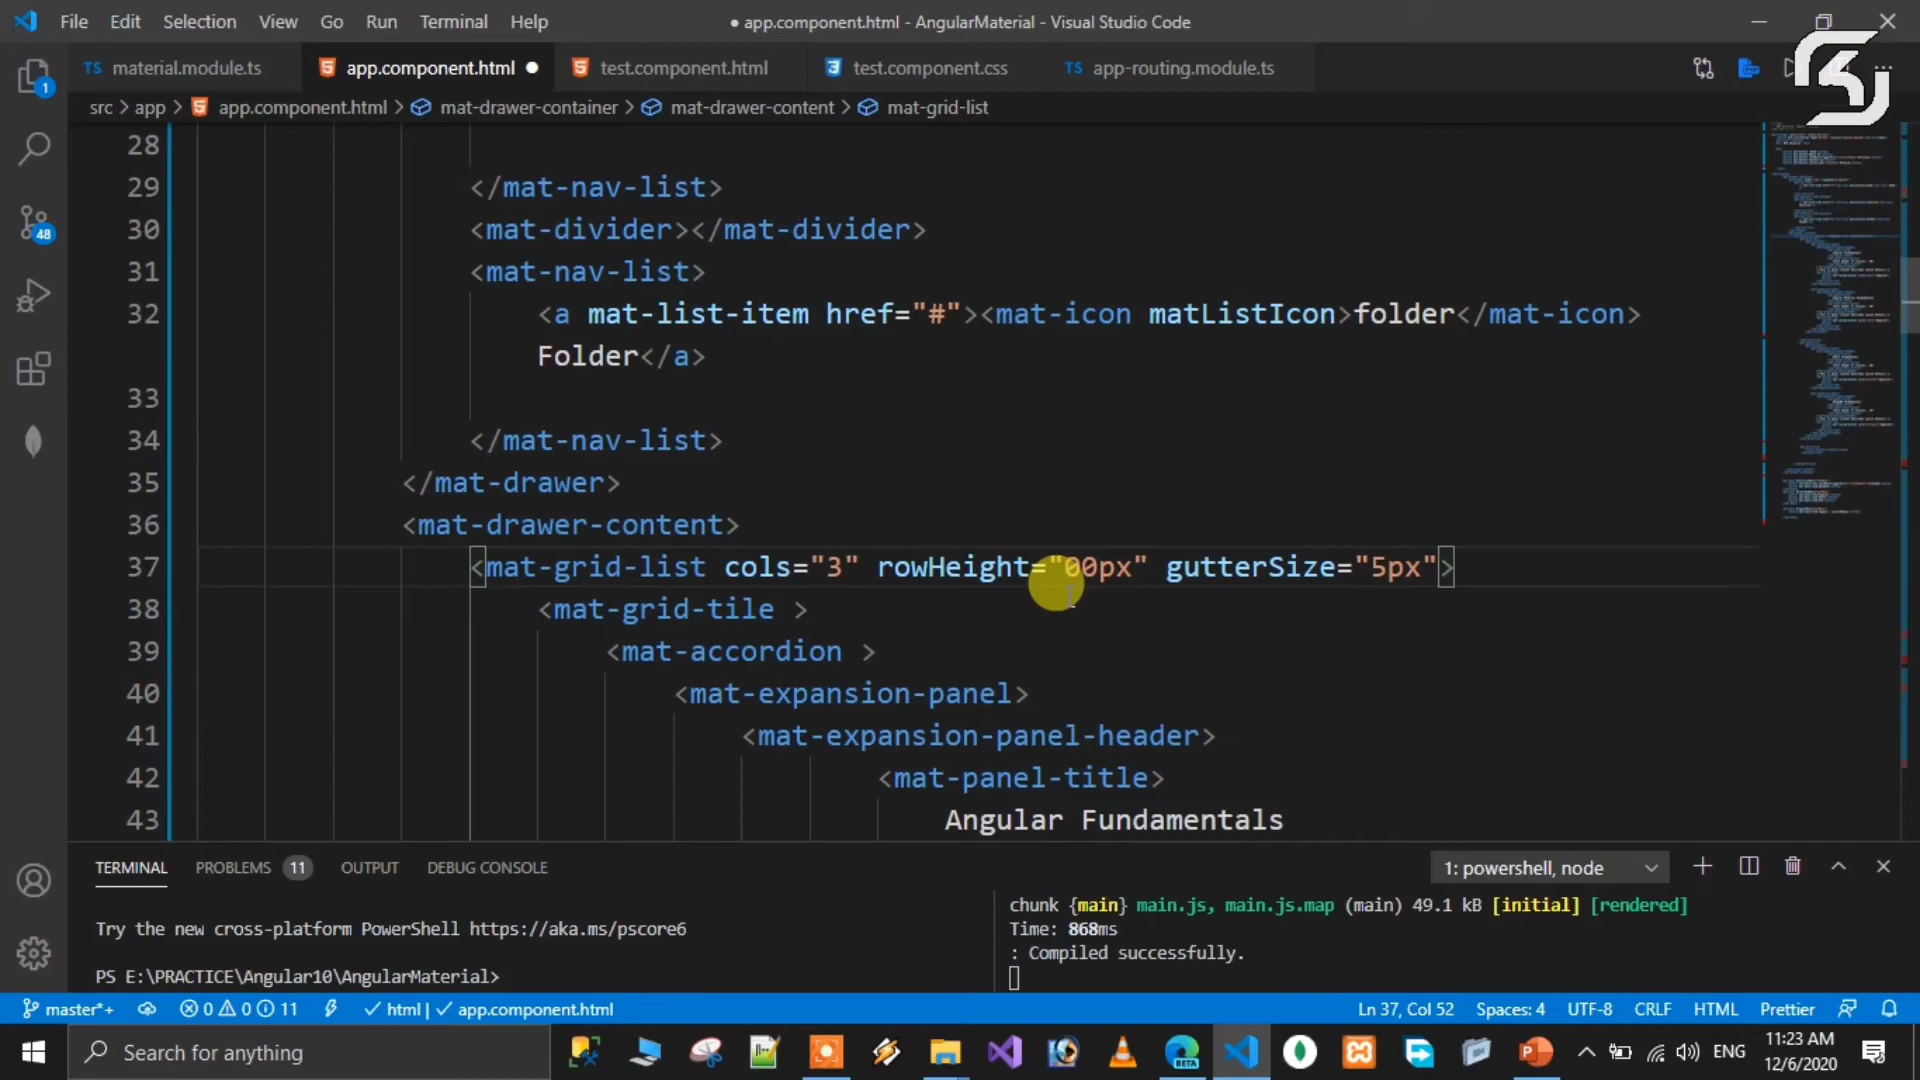 File Edit Selection View Go Run Terminal Help
● app.component.html - AngularMaterial - Visual Studio Code
TS material.module.ts
app.component.html ●
test.component.html
test.component.css
TS app-routing.module.ts
src > app > app.component.html > mat-drawer-container > mat-drawer-content > mat-grid-list
1
48
28
29 </mat-nav-list>
30 <mat-divider></mat-divider>
31 <mat-nav-list>
32 <a mat-list-item href="#"><mat-icon matListIcon>folder</mat-icon>
Folder</a>
33
34 </mat-nav-list>
35 </mat-drawer>
36 <mat-drawer-content>
37 <mat-grid-list cols="3" rowHeight="00px" gutterSize="5px">
38 <mat-grid-tile >
39 <mat-accordion >
40 <mat-expansion-panel>
41 <mat-expansion-panel-header>
42 <mat-panel-title>
43 Angular Fundamentals
TERMINAL PROBLEMS 11 OUTPUT DEBUG CONSOLE
1: powershell, node
Try the new cross-platform PowerShell https://aka.ms/pscore6
PS E:\PRACTICE\Angular10\AngularMaterial>
chunk {main} main.js, main.js.map (main) 49.1 kB [initial] [rendered]
Time: 868ms
: Compiled successfully.
master*+ 0 0 11 html | app.component.html
Ln 37, Col 52 Spaces: 4 UTF-8 CRLF HTML Prettier
Search for anything
BETA
ENG
11:23 AM
12/6/2020